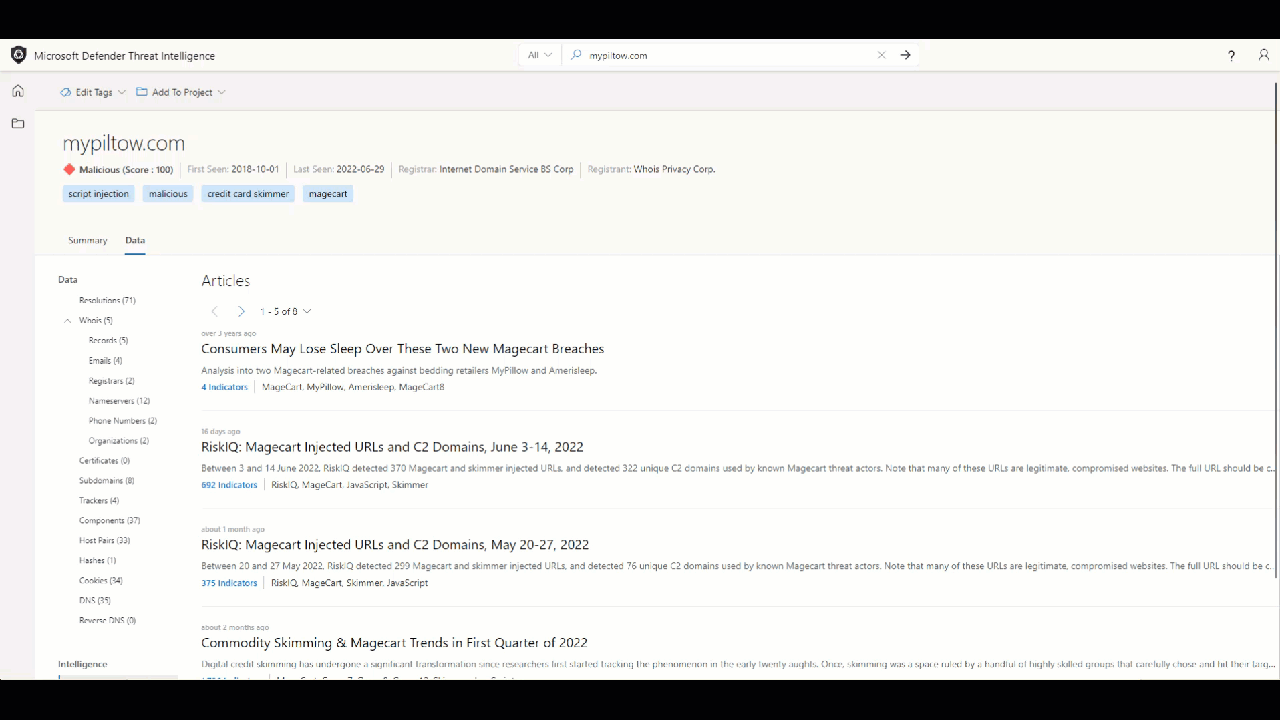 Microsoft Defender Threat Intelligence
All
mypiltow.com
?
Edit Tags
Add To Project
mypiltow.com
Malicious (Score : 100) First Seen: 2018-10-01 Last Seen: 2022-06-29 Registrar: Internet Domain Service BS Corp Registrant: Whois Privacy Corp.
script injection malicious credit card skimmer magecart
Summary Data
Data
Resolutions (71)
Whois (5)
Records (5)
Emails (4)
Registrars (2)
Nameservers (12)
Phone Numbers (2)
Organizations (2)
Certificates (0)
Subdomains (8)
Trackers (4)
Components (37)
Host Pairs (33)
Hashes (1)
Cookies (34)
DNS (35)
Reverse DNS (0)
Intelligence
Articles
1 - 5 of 8
over 3 years ago
Consumers May Lose Sleep Over These Two New Magecart Breaches
Analysis into two Magecart-related breaches against bedding retailers MyPillow and Amerisleep.
4 Indicators MageCart, MyPillow, Amerisleep, MageCart8
16 days ago
RiskIQ: Magecart Injected URLs and C2 Domains, June 3-14, 2022
Between 3 and 14 June 2022, RiskIQ detected 370 Magecart and skimmer injected URLs, and detected 322 unique C2 domains used by known Magecart threat actors. Note that many of these URLs are legitimate, compromised websites. The full URL should be c...
692 Indicators RiskIQ, MageCart, JavaScript, Skimmer
about 1 month ago
RiskIQ: Magecart Injected URLs and C2 Domains, May 20-27, 2022
Between 20 and 27 May 2022, RiskIQ detected 299 Magecart and skimmer injected URLs, and detected 76 unique C2 domains used by known Magecart threat actors. Note that many of these URLs are legitimate, compromised websites. The full URL should be c...
375 Indicators RiskIQ, MageCart, Skimmer, JavaScript
about 2 months ago
Commodity Skimming & Magecart Trends in First Quarter of 2022
Digital credit skimming has undergone a significant transformation since researchers first started tracking the phenomenon in the early twenty aughts. Once, skimming was a space ruled by a handful of highly skilled groups that carefully chose and hit their targ...